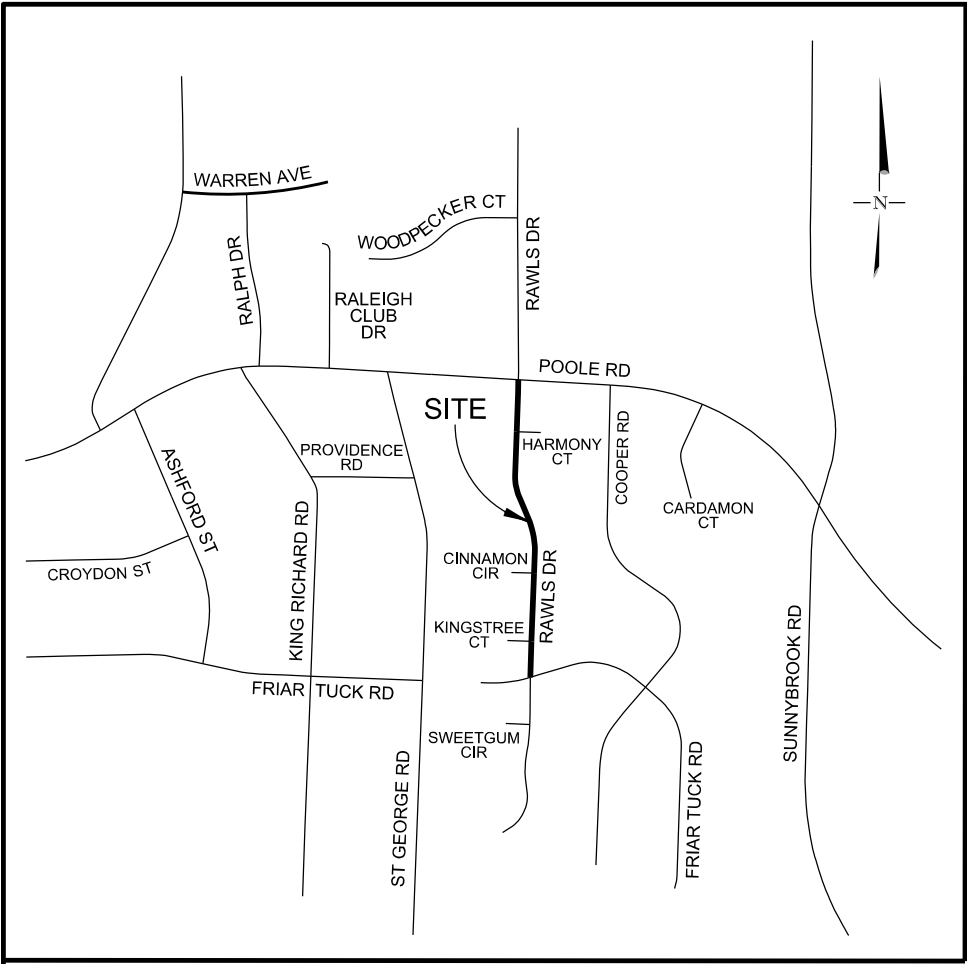 WARREN AVE
WOODPECKER CT
RALPH DR
RAWLS DR
RALEIGH
CLUB
DR
N
POOLE RD
SITE
HARMONY
CT
COOPER RD
PROVIDENCE
RD
ASHFORD ST
CARDAMON
CT
KING RICHARD RD
CINNAMON
CIR
RAWLS DR
CROYDON ST
KINGSTREE
CT
SUNNYBROOK RD
FRIAR TUCK RD
SWEETGUM
CIR
ST GEORGE RD
FRIAR TUCK RD